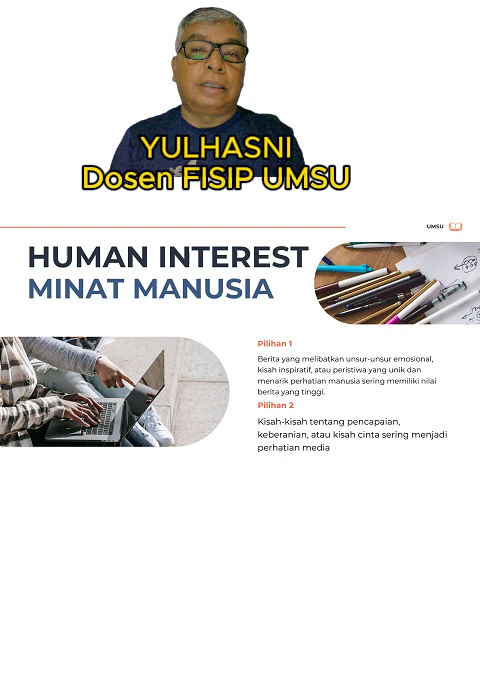 YULHASNI
Dosen FISIP UMSU
UMSU
HUMAN INTEREST
MINAT MANUSIA
Pilihan 1
Berita yang melibatkan unsur-unsur emosional,
kisah inspiratif, atau peristiwa yang unik dan
menarik perhatian manusia sering memiliki nilai
berita yang tinggi.
Pilihan 2
Kisah-kisah tentang pencapaian,
keberanian, atau kisah cinta sering menjadi
perhatian media